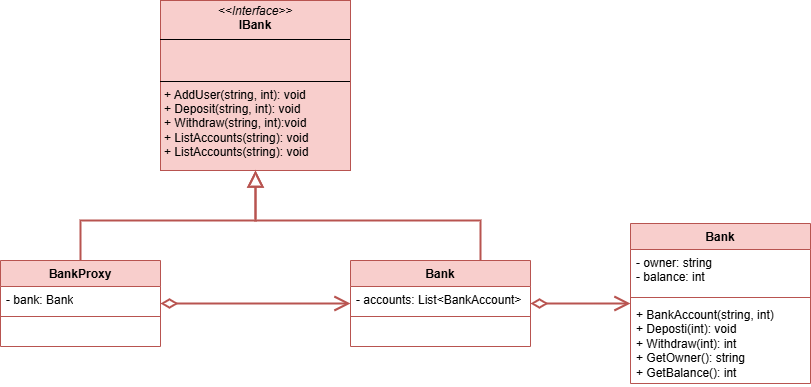 <<Interface>>
IBank
+ AddUser(string, int): void
+ Deposit(string, int): void
+ Withdraw(string, int):void
+ ListAccounts(string): void
+ ListAccounts(string): void
BankProxy
- bank: Bank
Bank
- accounts: List<BankAccount>
Bank
- owner: string
- balance: int
+ BankAccount(string, int)
+ Deposti(int): void
+ Withdraw(int): int
+ GetOwner(): string
+ GetBalance(): int